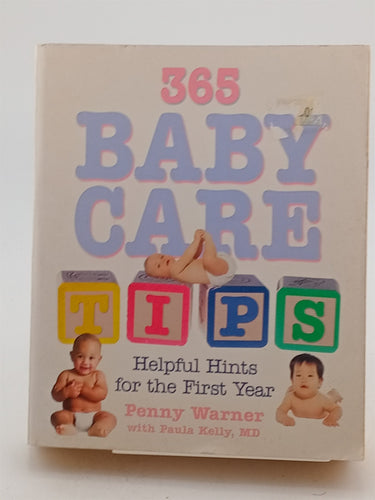 365
BABY
CARE
TIPS
Helpful Hints
for the First Year
Penny Warner
with Paula Kelly, MD